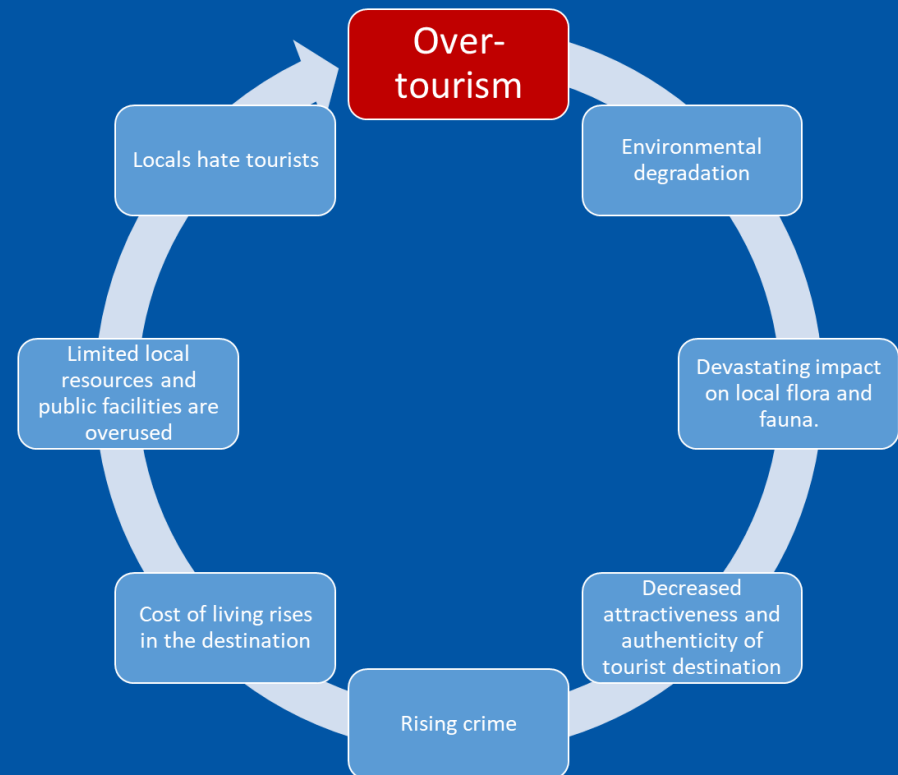 Over-
tourism
Environmental
degradation
Devastating impact
on local flora and
fauna.
Decreased
attractiveness and
authenticity of
tourist destination
Rising crime
Cost of living rises
in the destination
Limited local
resources and
public facilities are
overused
Locals hate tourists